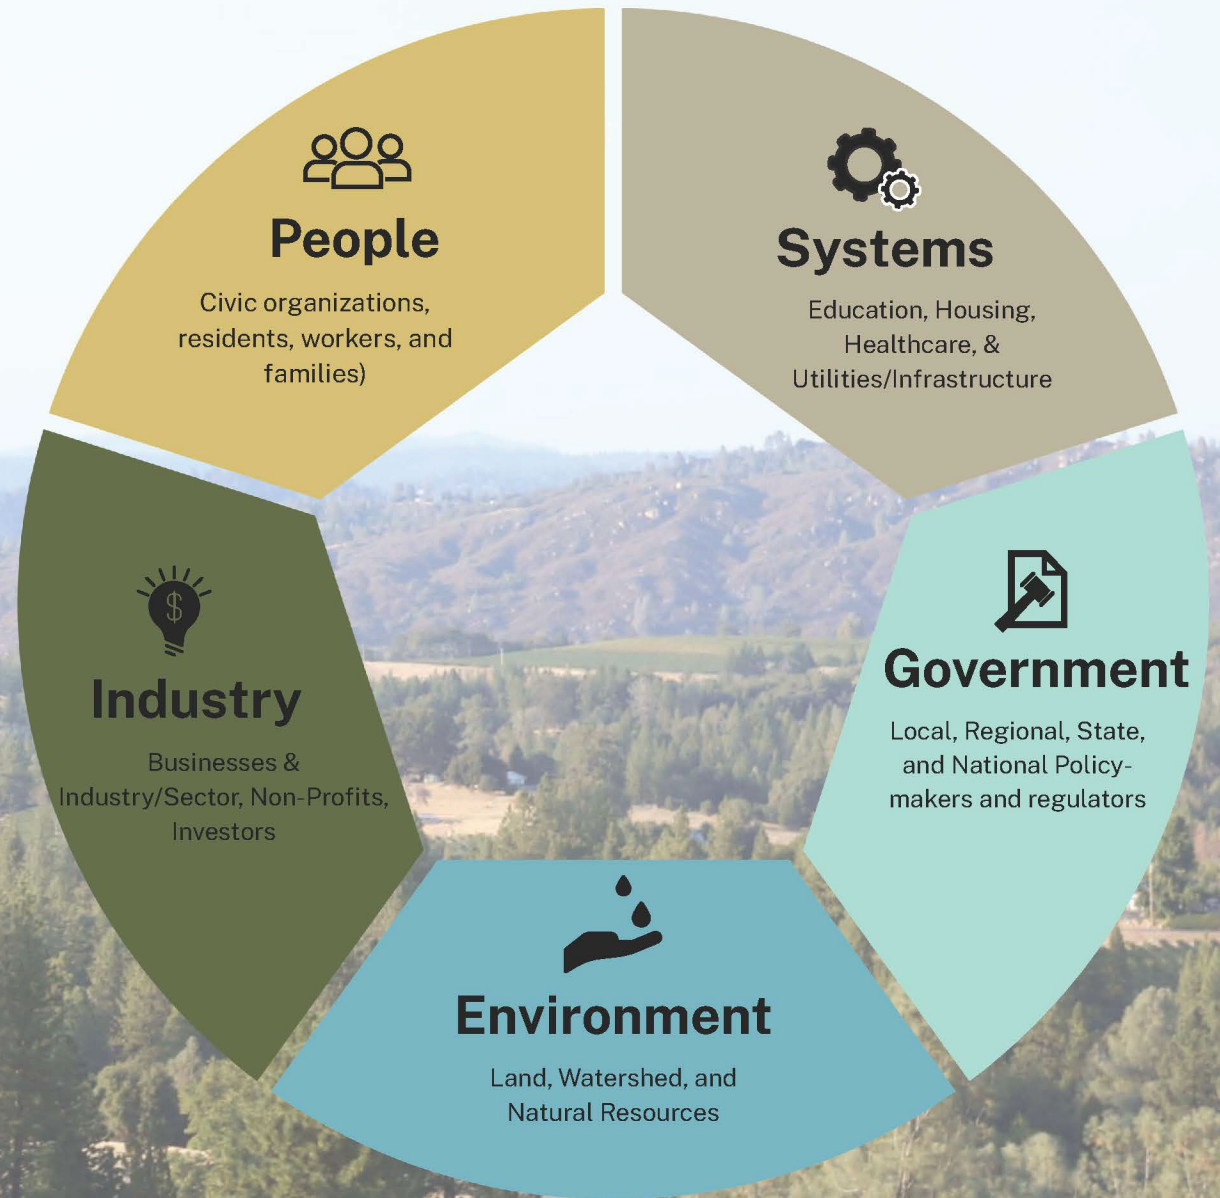 People
Civic organizations,
residents, workers, and
families)
Systems
Education, Housing,
Healthcare, &
Utilities/Infrastructure
$
Industry
Businesses &
Industry/Sector, Non-Profits,
Investors
Government
Local, Regional, State,
and National Policy-
makers and regulators
Environment
Land, Watershed, and
Natural Resources